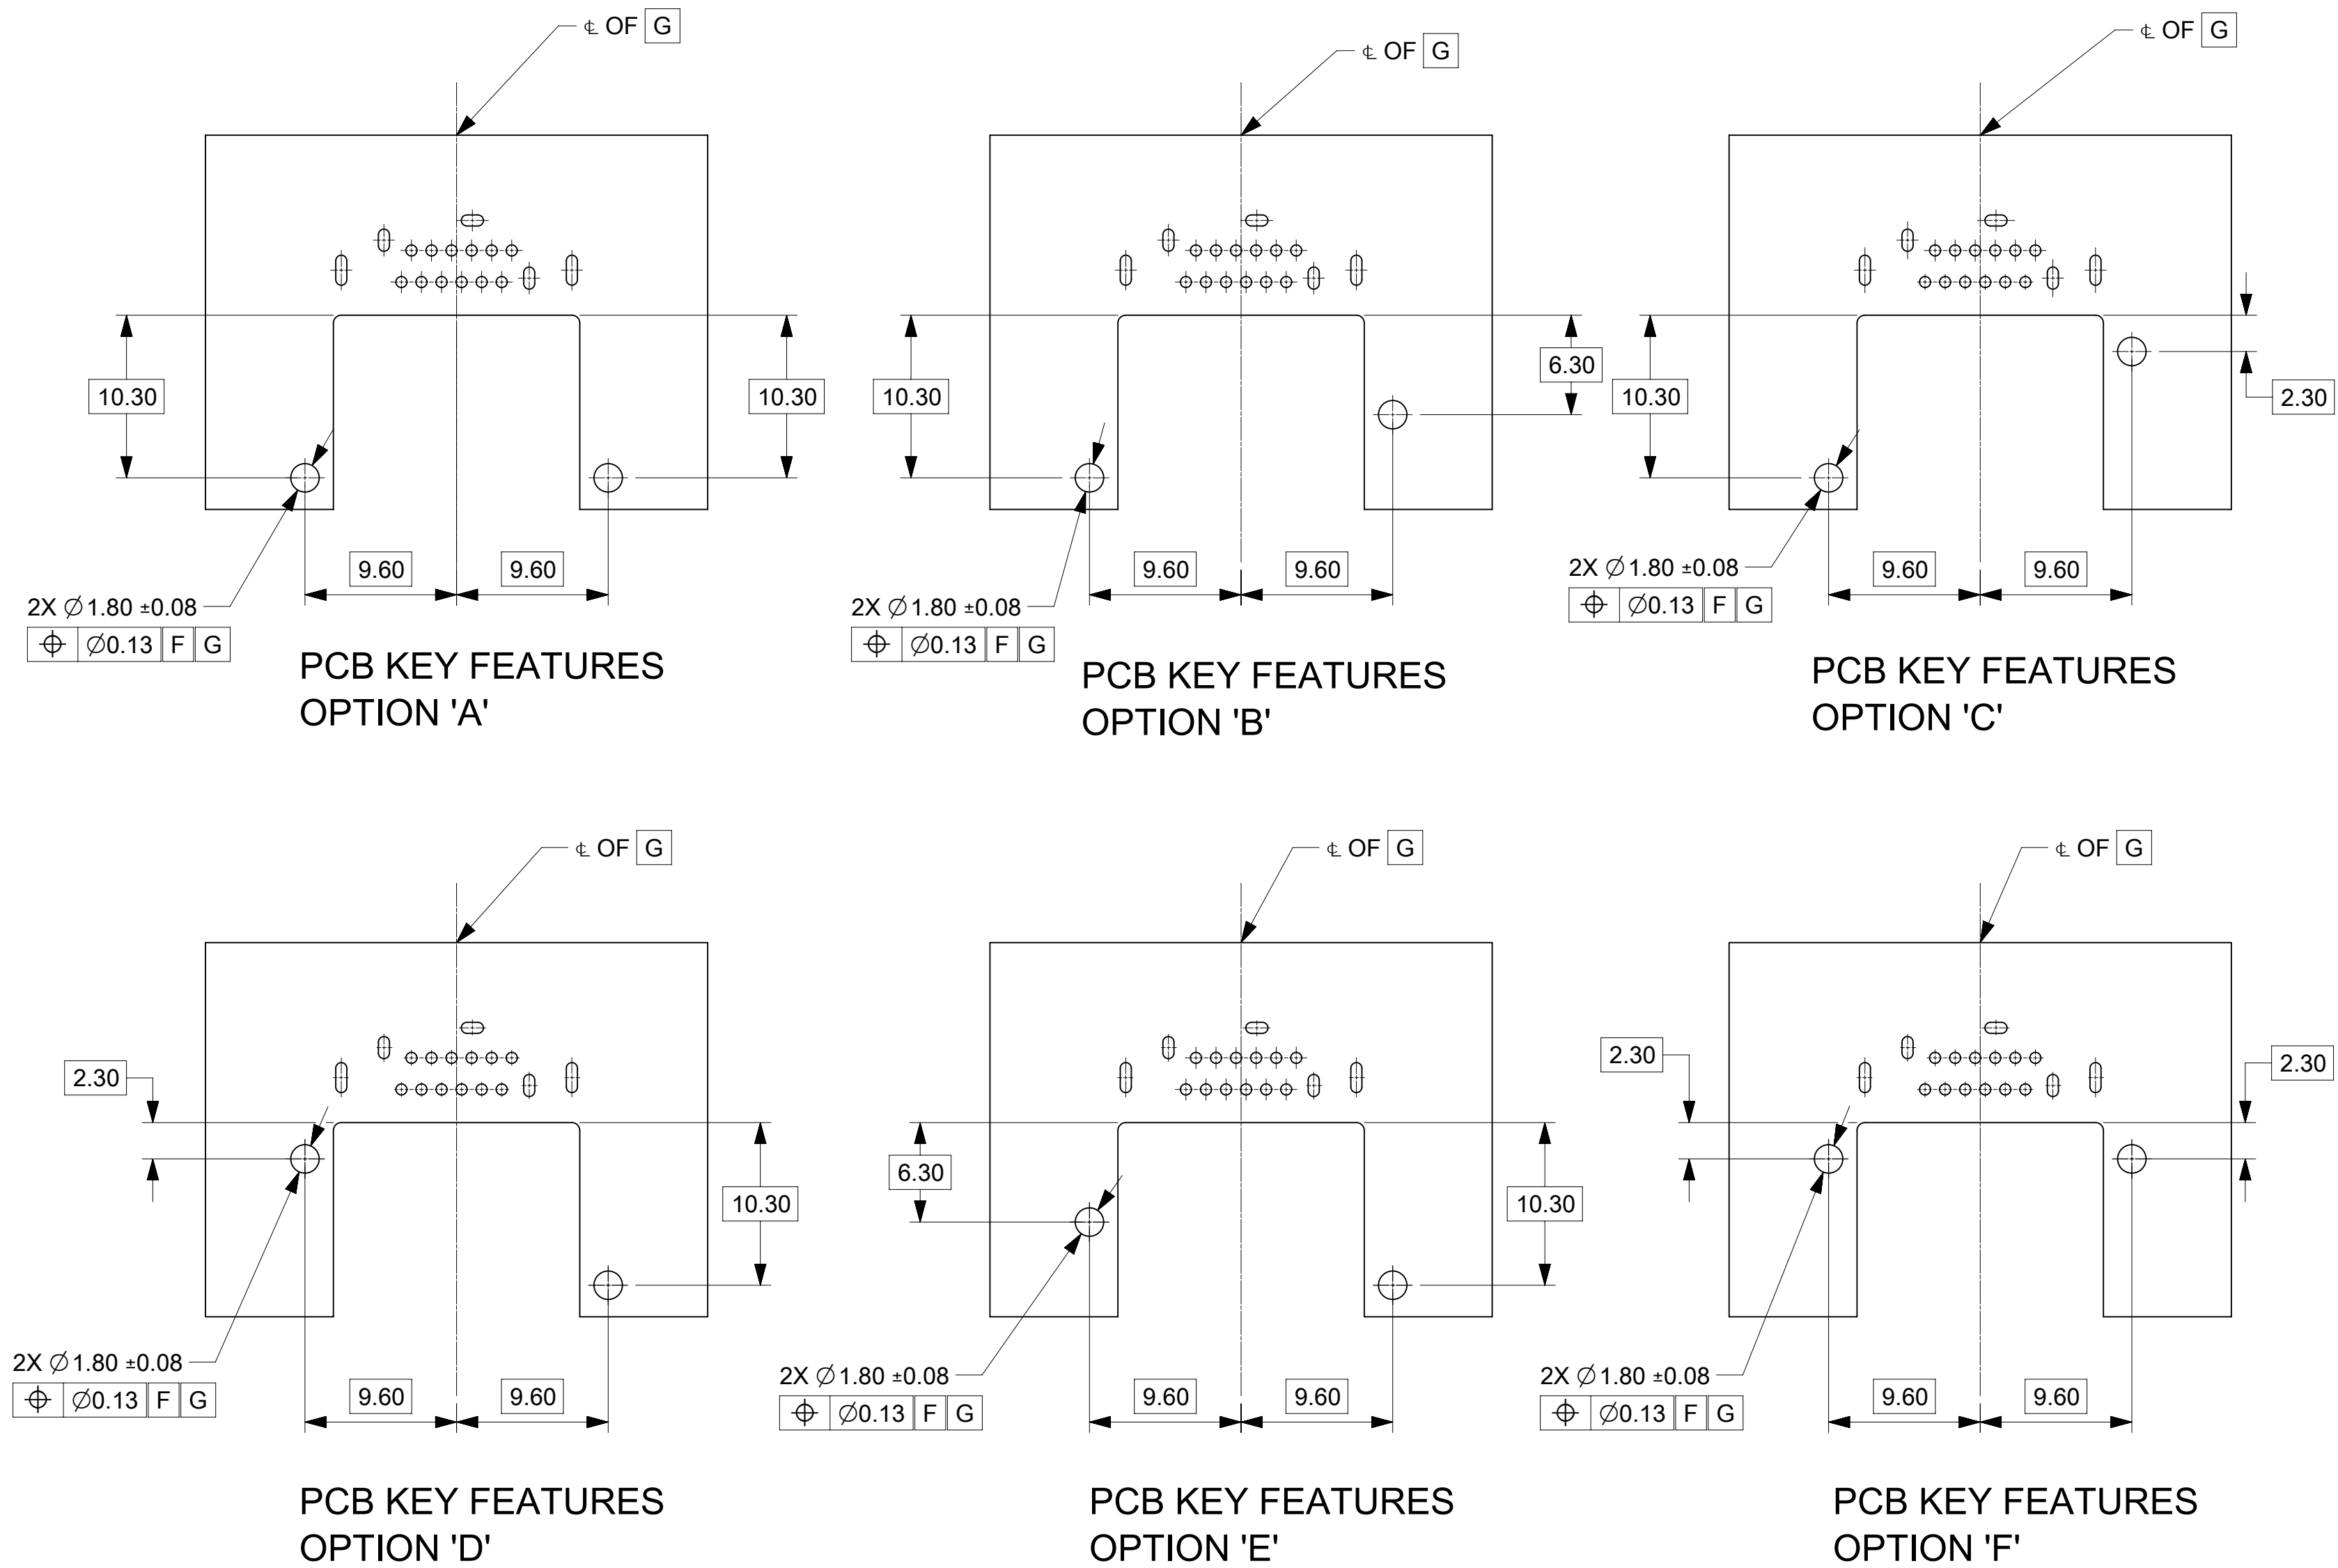 ℄ OF G
10.30
10.30
9.60
9.60
2X ∅1.80 ±0.08
⌖ ∅0.13 F G
PCB KEY FEATURES
OPTION 'A'
℄ OF G
10.30
6.30
9.60
9.60
2X ∅1.80 ±0.08
⌖ ∅0.13 F G
PCB KEY FEATURES
OPTION 'B'
℄ OF G
10.30
2.30
9.60
9.60
2X ∅1.80 ±0.08
⌖ ∅0.13 F G
PCB KEY FEATURES
OPTION 'C'
℄ OF G
2.30
10.30
2X ∅1.80 ±0.08
⌖ ∅0.13 F G
9.60
9.60
PCB KEY FEATURES
OPTION 'D'
℄ OF G
6.30
10.30
2X ∅1.80 ±0.08
⌖ ∅0.13 F G
9.60
9.60
PCB KEY FEATURES
OPTION 'E'
℄ OF G
2.30
2.30
2X ∅1.80 ±0.08
⌖ ∅0.13 F G
9.60
9.60
PCB KEY FEATURES
OPTION 'F'